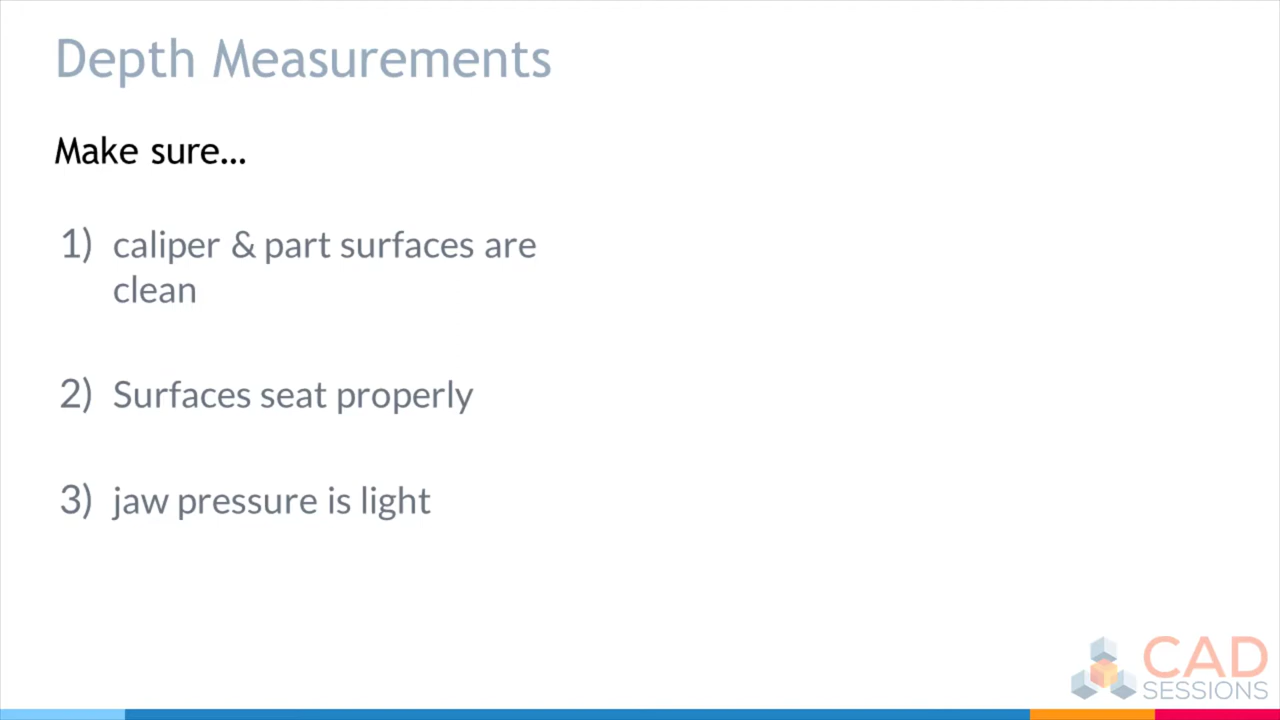 Depth Measurements
Make sure...
1) caliper & part surfaces are
clean
2) Surfaces seat properly
3) jaw pressure is light
CAD
SESSIONS